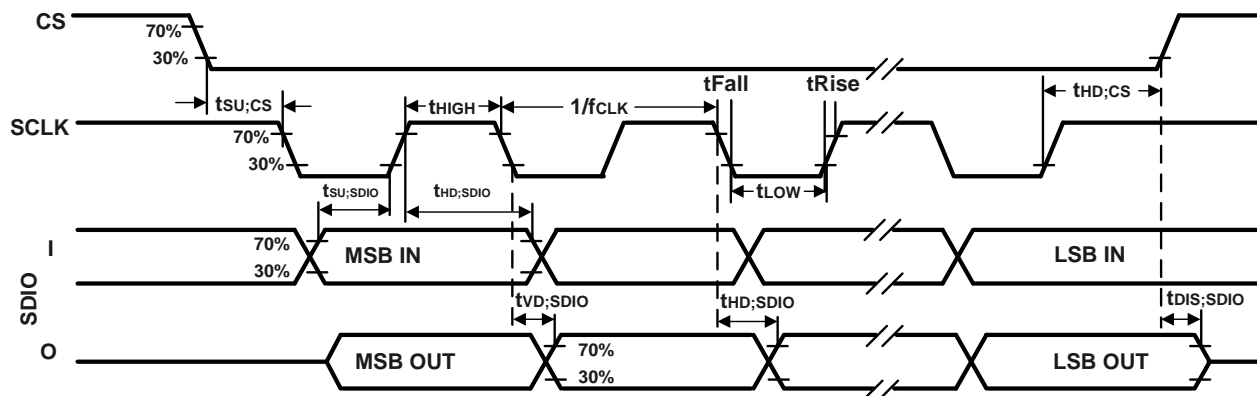 CS
70%
30%
tFall
tRise
tSU;CS
tHIGH
1/fCLK
tHD;CS
SCLK
70%
30%
tSU;SDIO
tHD;SDIO
tLOW
SDIO
I
70%
30%
MSB IN
LSB IN
tVD;SDIO
tHD;SDIO
tDIS;SDIO
O
MSB OUT
70%
30%
LSB OUT
70%
30%